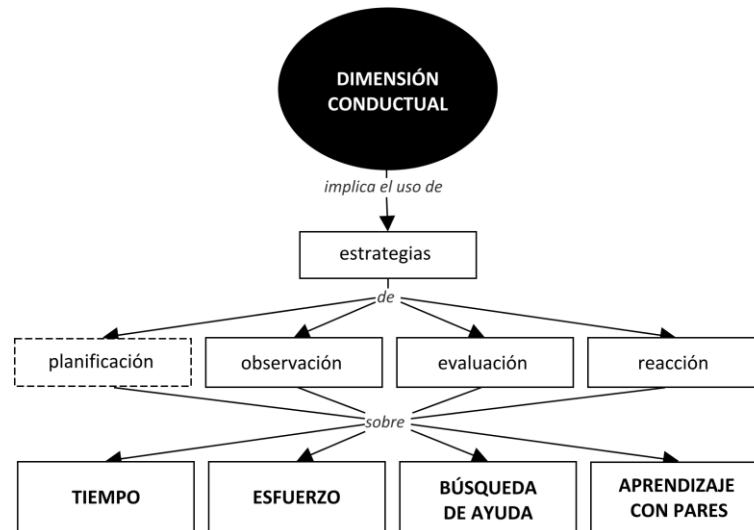 DIMENSIÓN
CONDUCTUAL
implica el uso de
estrategias
de
planificación
observación
evaluación
reacción
sobre
TIEMPO
ESFUERZO
BÚSQUEDA
DE AYUDA
APRENDIZAJE
CON PARES